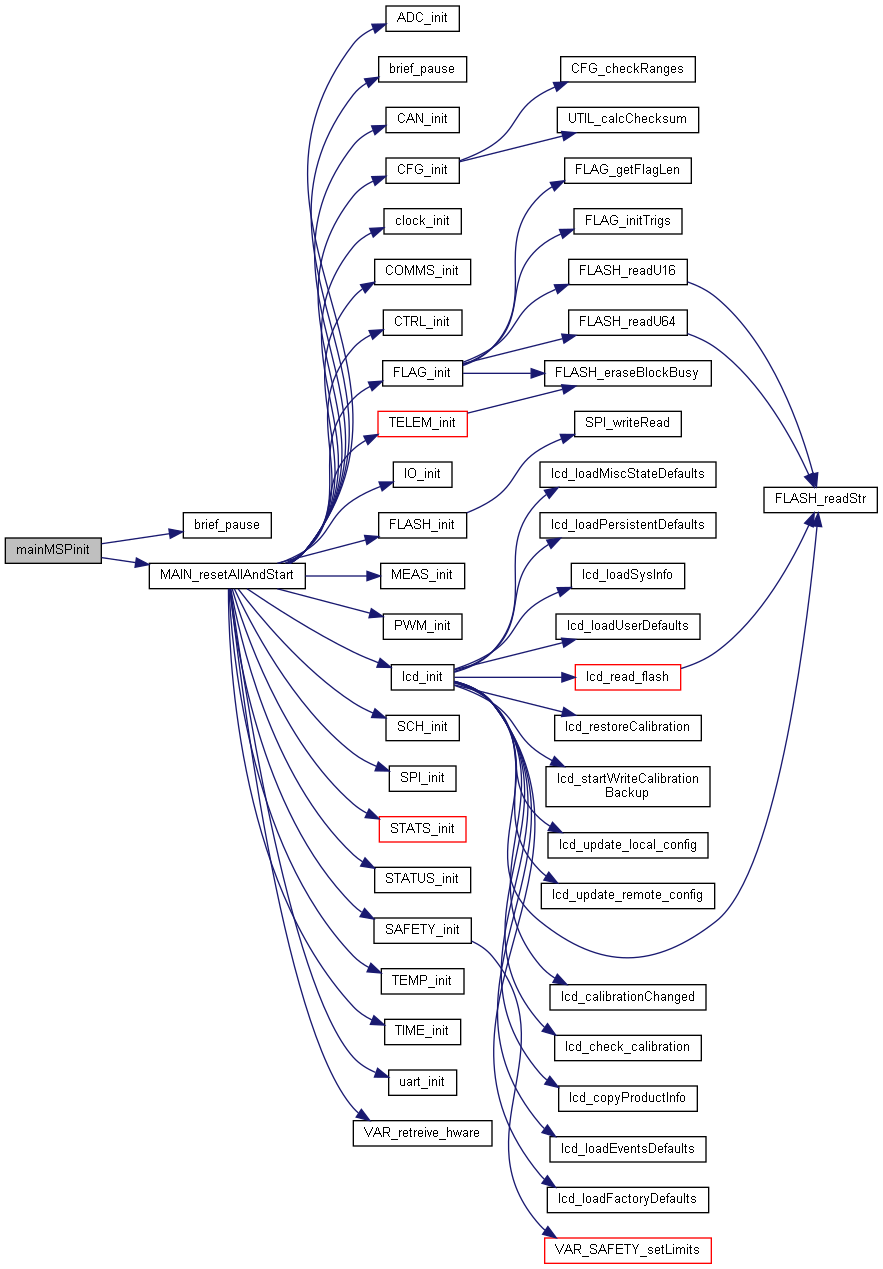 mainMSPinit
brief_pause
MAIN_resetAllAndStart
ADC_init
brief_pause
CAN_init
CFG_init
clock_init
COMMS_init
CTRL_init
FLAG_init
TELEM_init
IO_init
FLASH_init
MEAS_init
PWM_init
lcd_init
SCH_init
SPI_init
STATS_init
STATUS_init
SAFETY_init
TEMP_init
TIME_init
uart_init
VAR_retreive_hware
CFG_checkRanges
UTIL_calcChecksum
FLAG_getFlagLen
FLAG_initTrigs
FLASH_readU16
FLASH_readU64
FLASH_eraseBlockBusy
SPI_writeRead
lcd_loadMiscStateDefaults
lcd_loadPersistentDefaults
lcd_loadSysInfo
lcd_loadUserDefaults
lcd_read_flash
lcd_restoreCalibration
lcd_startWriteCalibration
Backup
lcd_update_local_config
lcd_update_remote_config
lcd_calibrationChanged
lcd_check_calibration
lcd_copyProductInfo
lcd_loadEventsDefaults
lcd_loadFactoryDefaults
VAR_SAFETY_setLimits
FLASH_readStr